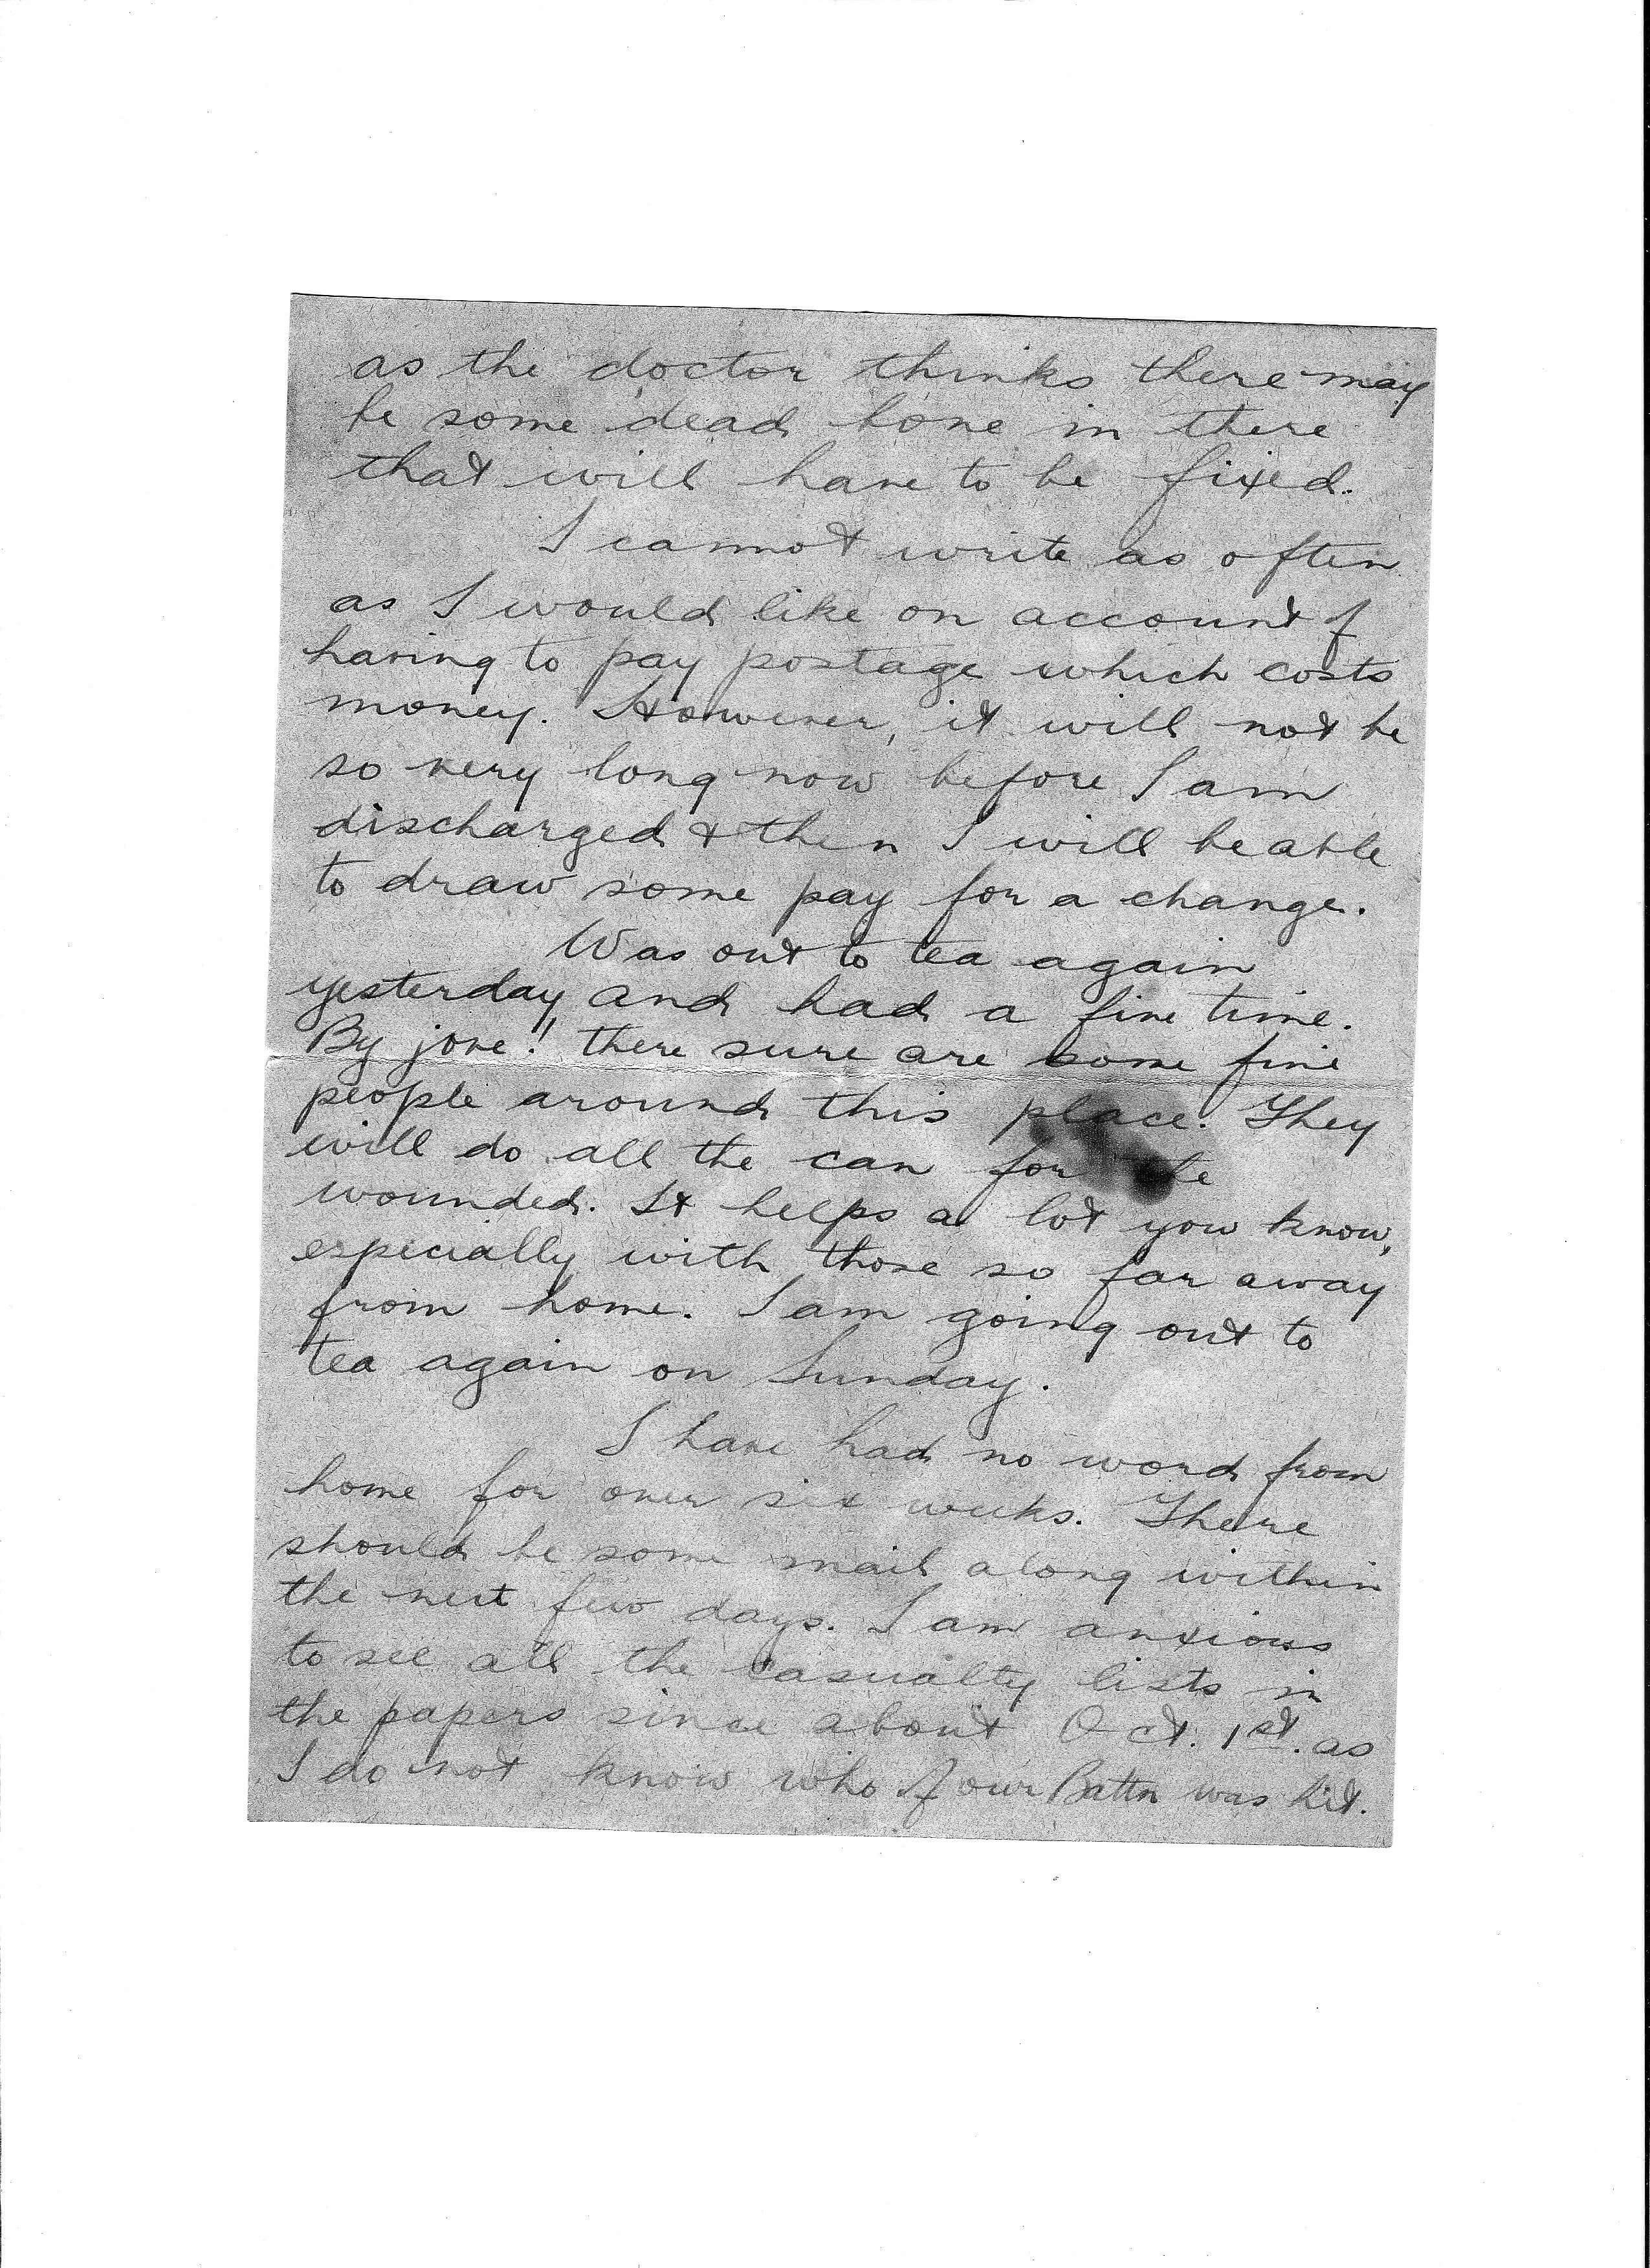 as the doctor thinks there may
be some dead bone in there
that will have to be fixed.
I cannot write as often
as I would like on account of
having to pay postage which costs
money. However, it will not be
so very long now before I am
discharged & then I will be able
to draw some pay for a change.
Was out to tea again
yesterday and had a fine time.
By jove! there sure are some fine
people around this place. They
will do all the can for te
wounded. It helps a lot you know,
especially with those so far away
from home. I am going out to
tea again on Sunday.
I have had no word from
home for over six weeks. There
should be some mail along within
the next few days. I am anxious
to see all the casualty lists in
the papers since about Oct. 1st. as
I do not know who of our Battn was hit.